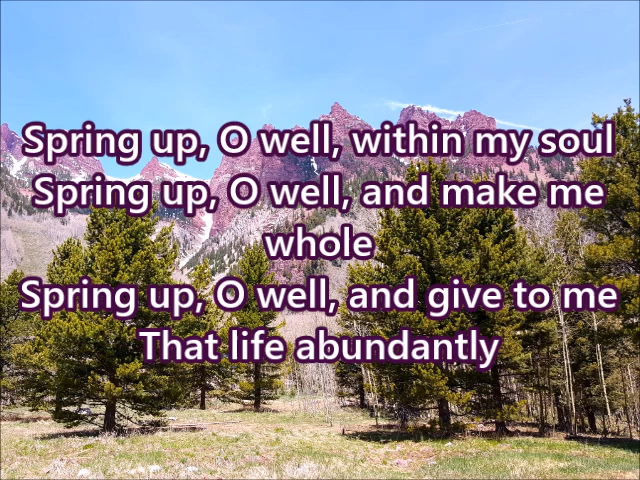 Spring up, O well, within my soul
Spring up, O well, and make me
whole
Spring up, O well, and give to me
That life abundantly